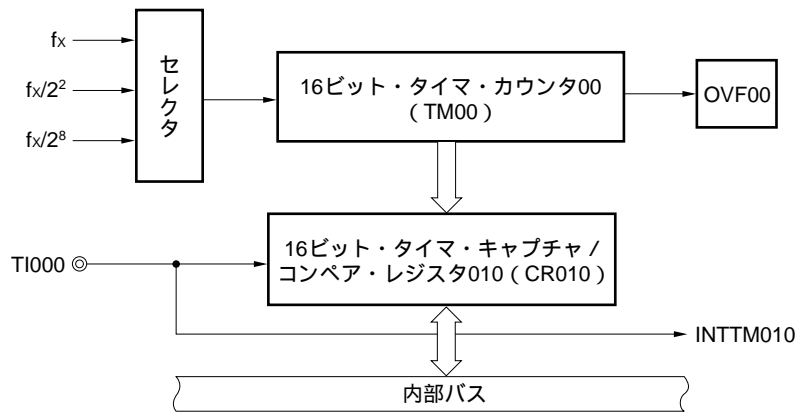 fx
fx/2²
fx/2⁸
セレクタ
16ビット・タイマ・カウンタ00
（TM00）
OVF00
16ビット・タイマ・キャプチャ／
コンペア・レジスタ010（CR010）
TI000
INTTM010
内部バス